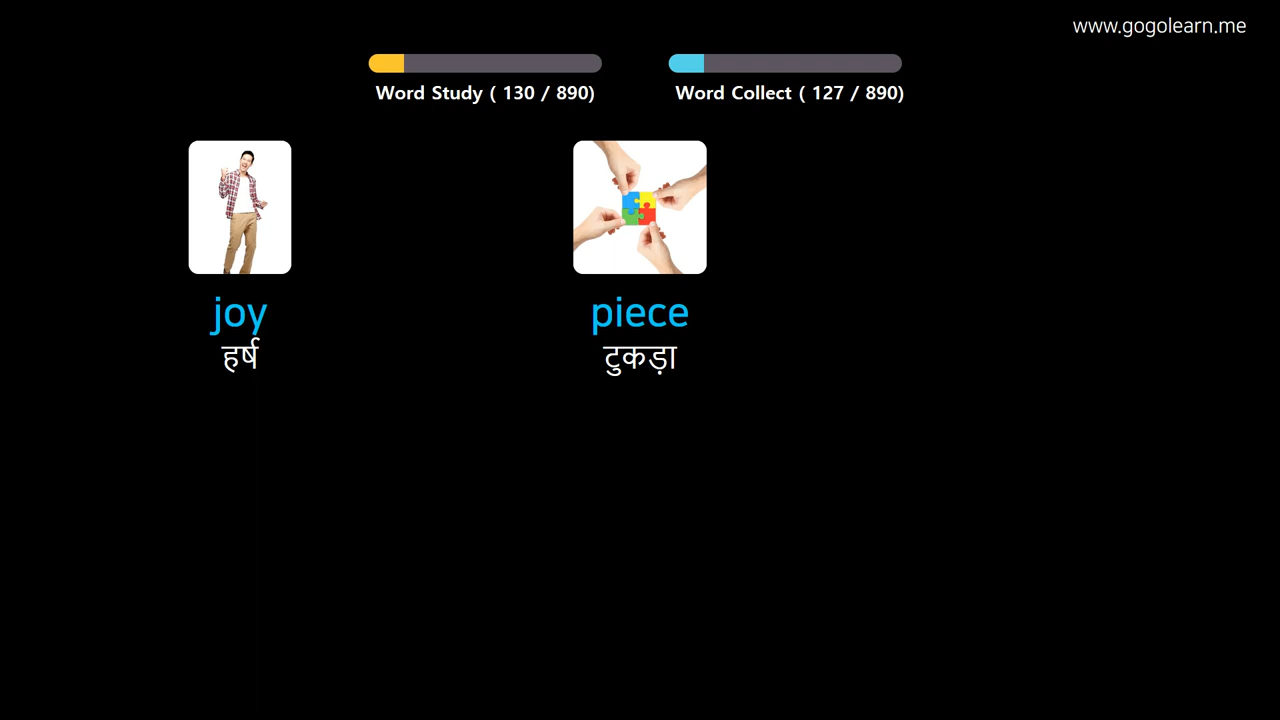 www.gogolearn.me
Word Study ( 130 / 890)
Word Collect ( 127 / 890)
joy
हर्ष
piece
टुकड़ा